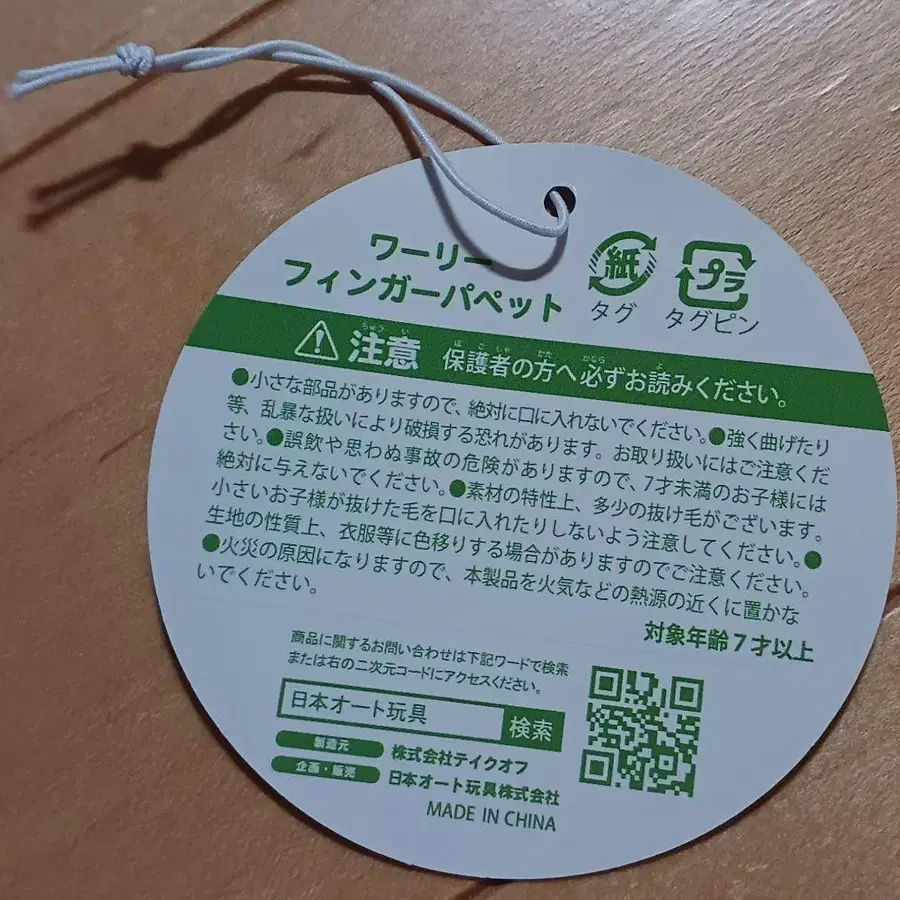 ワーリー
フィンガーパペット
紙
タグ
プラ
タグピン
注意 保護者の方へ必ずお読みください。
●小さな部品がありますので、絶対に口に入れないでください。●強く曲げたり
等、乱暴な扱いにより破損する恐れがあります。お取り扱いにはご注意くだ
さい。●誤飲や思わぬ事故の危険がありますので、7才未満のお子様には
絶対に与えないでください。●素材の特性上、多少の抜け毛がございます。
小さいお子様が抜けた毛を口に入れたりしないよう注意してください。●
生地の性質上、衣服等に色移りする場合がありますのでご注意ください。
●火災の原因になりますので、本製品を火気などの熱源の近くに置かな
いでください。
対象年齢7才以上
商品に関するお問い合わせは下記ワードで検索
または右の二次元コードにアクセスください。
日本オート玩具 検索
製造元 株式会社テイクオフ
企画・販売 日本オート玩具株式会社
MADE IN CHINA